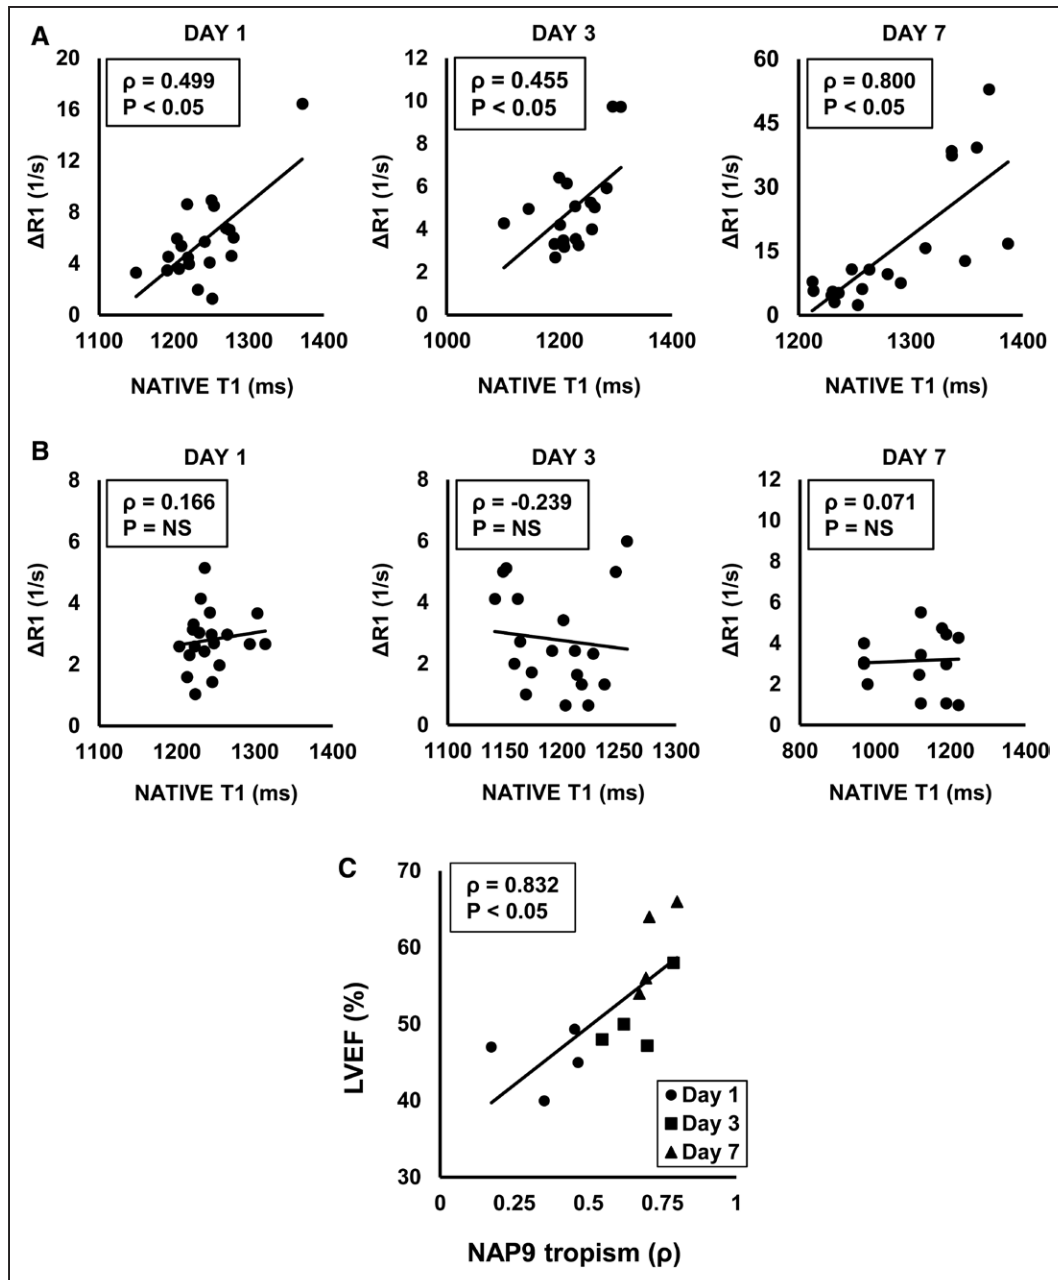 A
DAY 1
20
16
12
8
4
0
ρ = 0.499
P < 0.05
ΔR1 (1/s)
1100 1200 1300 1400
NATIVE T1 (ms)
DAY 3
12
10
8
6
4
2
0
ρ = 0.455
P < 0.05
ΔR1 (1/s)
1000 1200 1400
NATIVE T1 (ms)
DAY 7
60
45
30
15
0
ρ = 0.800
P < 0.05
ΔR1 (1/s)
1200 1300 1400
NATIVE T1 (ms)
B
DAY 1
8
6
4
2
0
ρ = 0.166
P = NS
ΔR1 (1/s)
1100 1200 1300 1400
NATIVE T1 (ms)
DAY 3
8
6
4
2
0
ρ = -0.239
P = NS
ΔR1 (1/s)
1100 1150 1200 1250 1300
NATIVE T1 (ms)
DAY 7
12
10
8
6
4
2
0
ρ = 0.071
P = NS
ΔR1 (1/s)
800 1000 1200 1400
NATIVE T1 (ms)
C
70
60
50
40
30
ρ = 0.832
P < 0.05
LVEF (%)
Day 1
Day 3
Day 7
0 0.25 0.5 0.75 1
NAP9 tropism (ρ)